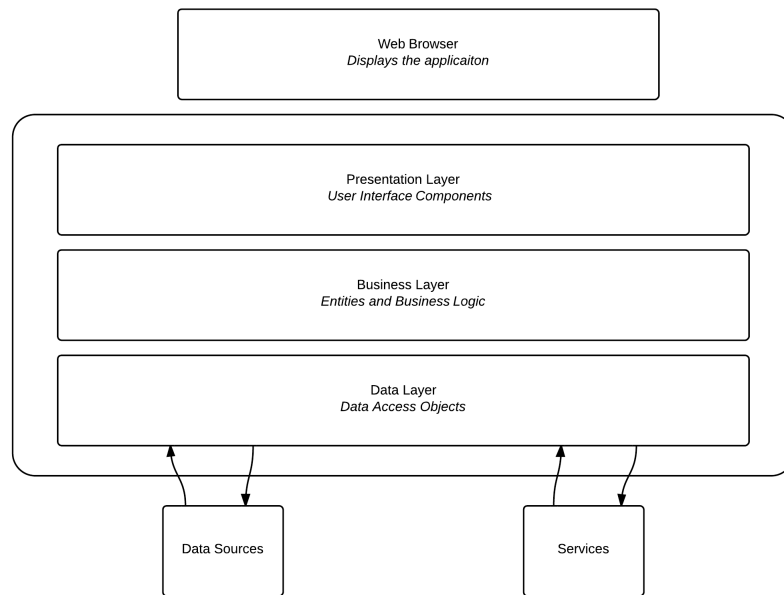 Web Browser
Displays the applicaiton
Presentation Layer
User Interface Components
Business Layer
Entities and Business Logic
Data Layer
Data Access Objects
Data Sources
Services